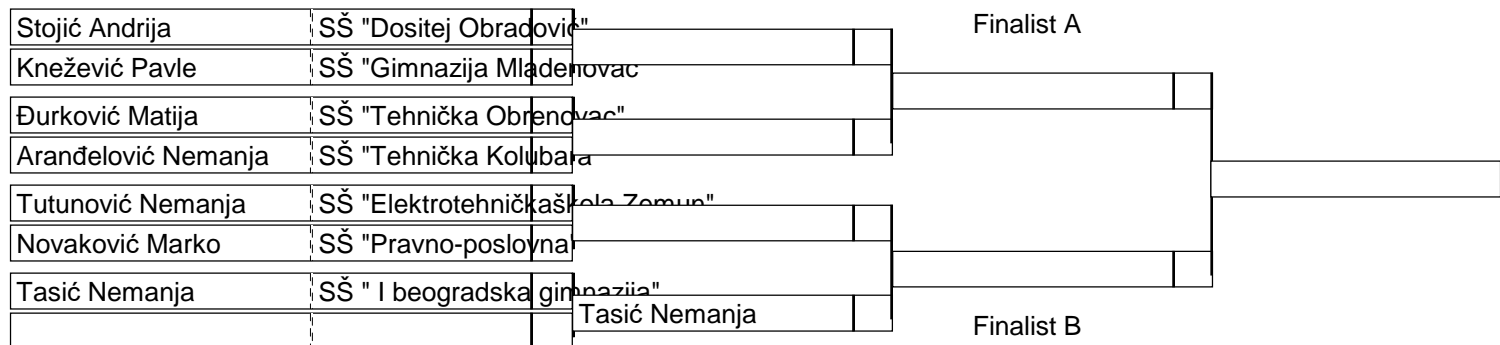 Stojić Andrija SŠ "Dositej Obradović" Finalist A
Knežević Pavle SŠ "Gimnazija Mladenovac
Đurković Matija SŠ "Tehnička Obrenovac"
Aranđelović Nemanja SŠ "Tehnička Kolubara
Tutunović Nemanja SŠ "Elektrotehničkaškola Zemun"
Novaković Marko SŠ "Pravno-poslovna"
Tasić Nemanja SŠ " I beogradska gimnazija"
Tasić Nemanja
Finalist B